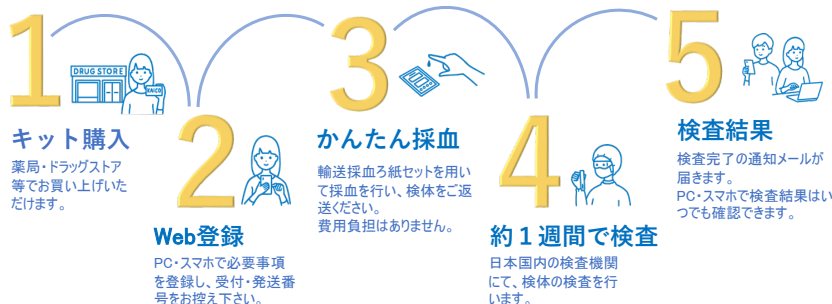 1
DRUG STORE
KAICO
キット購入
薬局・ドラッグストア
等でお買い上げいた
だけます。
2
Web登録
PC・スマホで必要事項
を登録し、受付・発送番
号をお控え下さい。
3
かんたん採血
輸送採血ろ紙セットを用い
て採血を行い、検体をご返
送ください。
費用負担はありません。
4
約１週間で検査
日本国内の検査機関
にて、検体の検査を行
います。
5
検査結果
検査完了の通知メールが
届きます。
PC・スマホで検査結果はい
つでも確認できます。